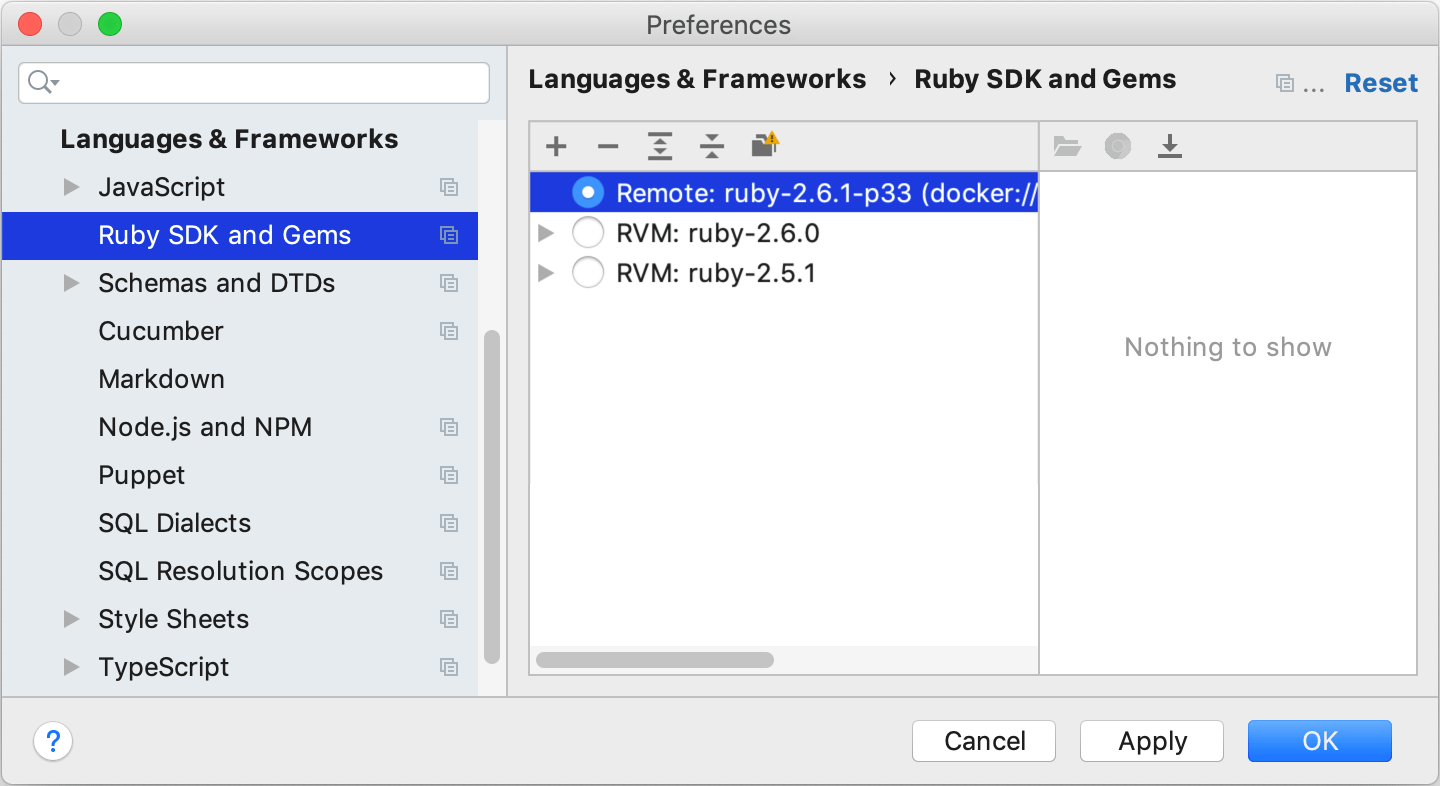 Preferences
Languages & Frameworks
JavaScript
Ruby SDK and Gems
Schemas and DTDs
Cucumber
Markdown
Node.js and NPM
Puppet
SQL Dialects
SQL Resolution Scopes
Style Sheets
TypeScript
Languages & Frameworks › Ruby SDK and Gems
... Reset
Remote: ruby-2.6.1-p33 (docker://
RVM: ruby-2.6.0
RVM: ruby-2.5.1
Nothing to show
? Cancel Apply OK